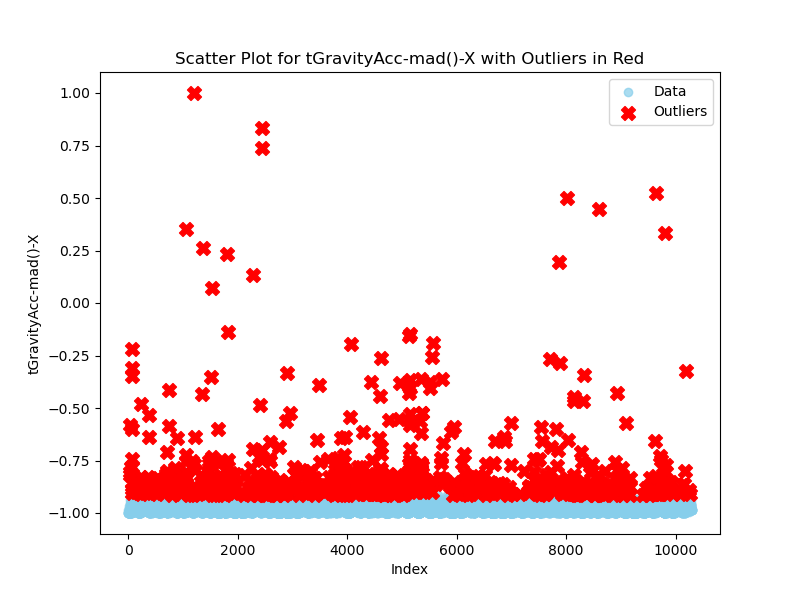 Scatter Plot for tGravityAcc-mad()-X with Outliers in Red
Data
Outliers
1.00
0.75
0.50
0.25
0.00
−0.25
−0.50
−0.75
−1.00
tGravityAcc-mad()-X
0 2000 4000 6000 8000 10000
Index